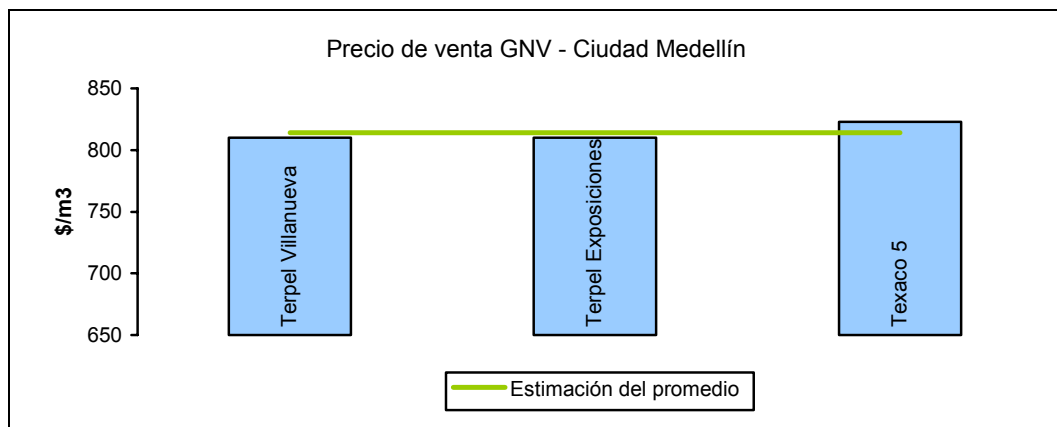 Precio de venta GNV - Ciudad Medellín
850
800
750
700
650
$/m3
Terpel Villanueva
Terpel Exposiciones
Texaco 5
Estimación del promedio